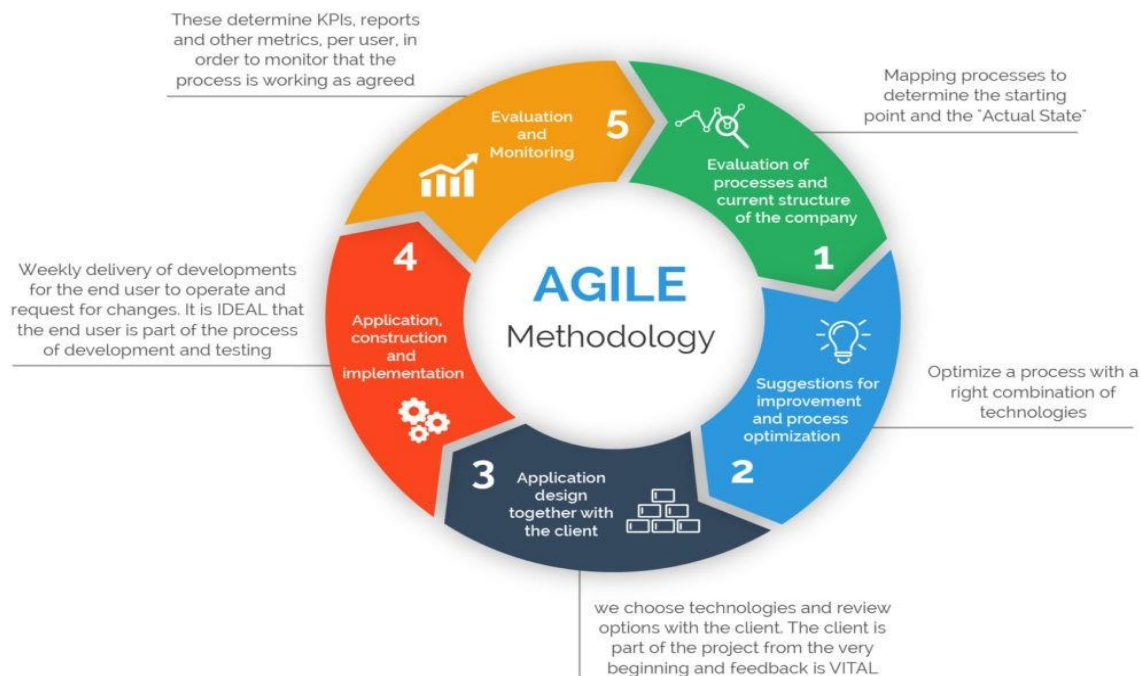 AGILE
Methodology
Evaluation of
processes and
current structure
of the company
1
Mapping processes to
determine the starting
point and the "Actual State"
Suggestions for
improvement
and process
optimization
2
Optimize a process with a
right combination of
technologies
3
Application
design
together with
the client
we choose technologies and review
options with the client. The client is
part of the project from the very
beginning and feedback is VITAL
4
Application,
construction
and
implementation
Weekly delivery of developments
for the end user to operate and
request for changes. It is IDEAL that
the end user is part of the process
of development and testing
Evaluation
and
Monitoring
5
These determine KPIs, reports
and other metrics, per user, in
order to monitor that the
process is working as agreed